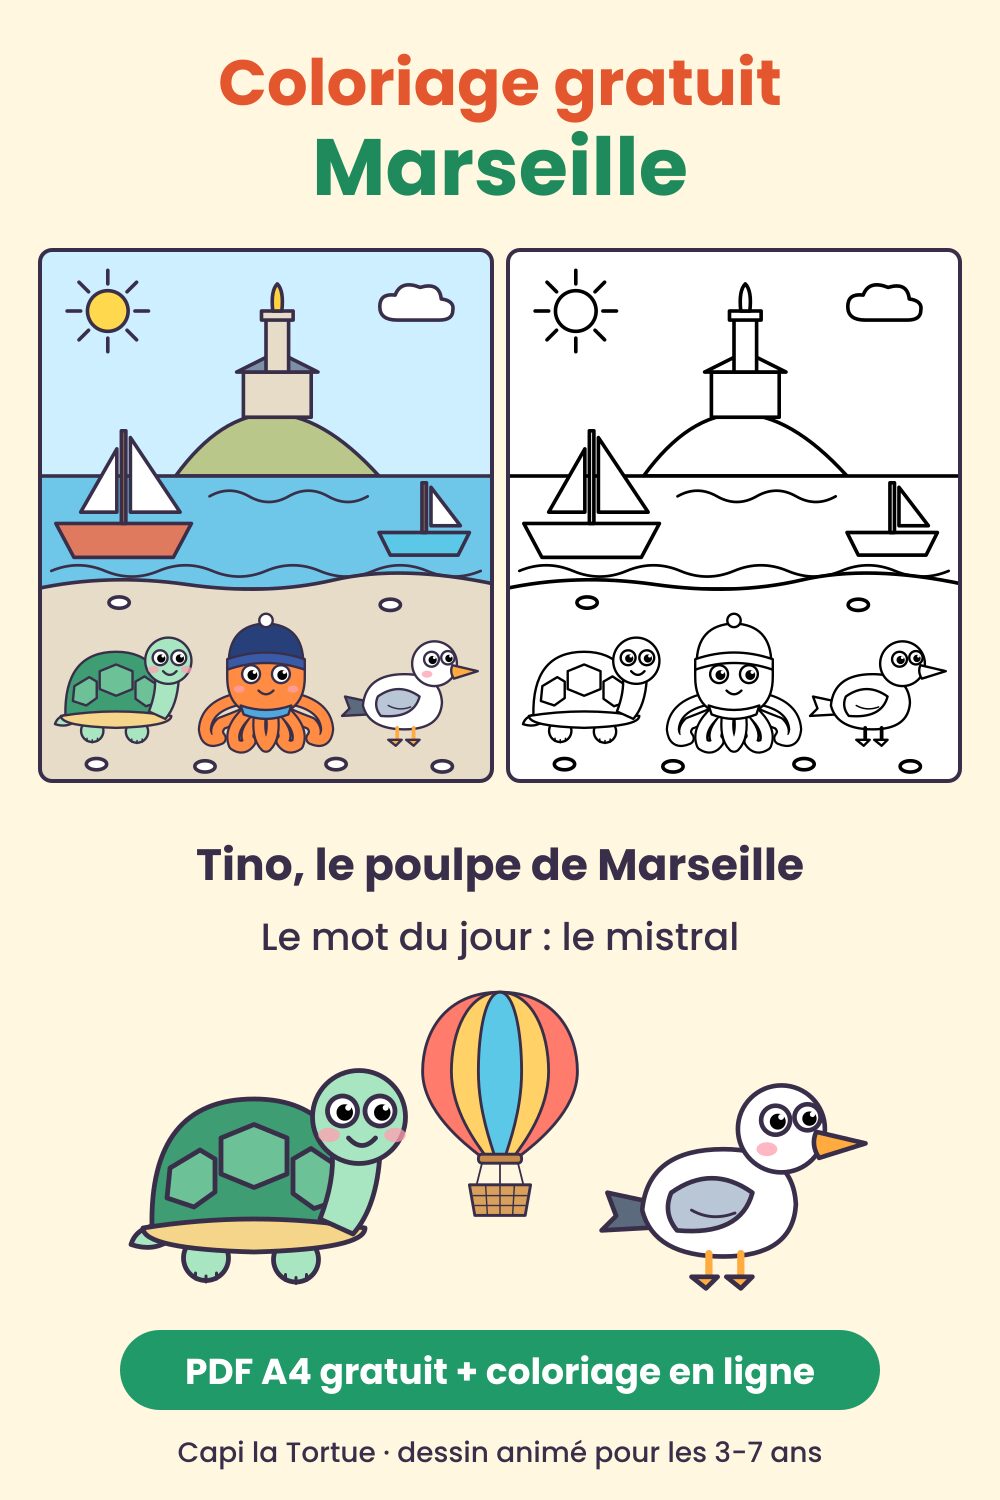 Coloriage gratuit
Marseille
Tino, le poulpe de Marseille
Le mot du jour : le mistral
PDF A4 gratuit + coloriage en ligne
Capi la Tortue · dessin animé pour les 3-7 ans